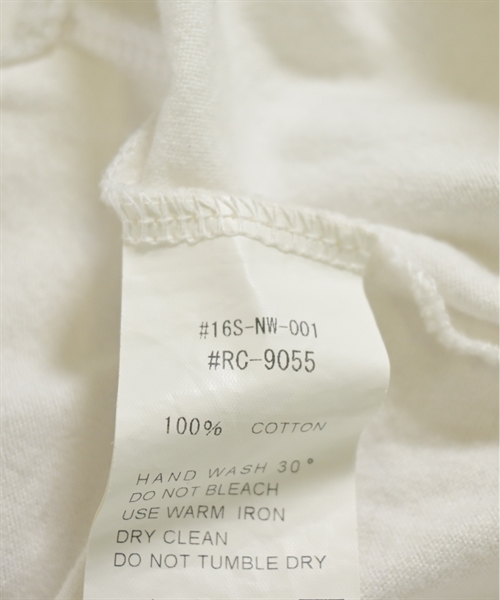 #16S-NW-001
#RC-9055
100% COTTON
HAND WASH 30°
DO NOT BLEACH
USE WARM IRON
DRY CLEAN
DO NOT TUMBLE DRY